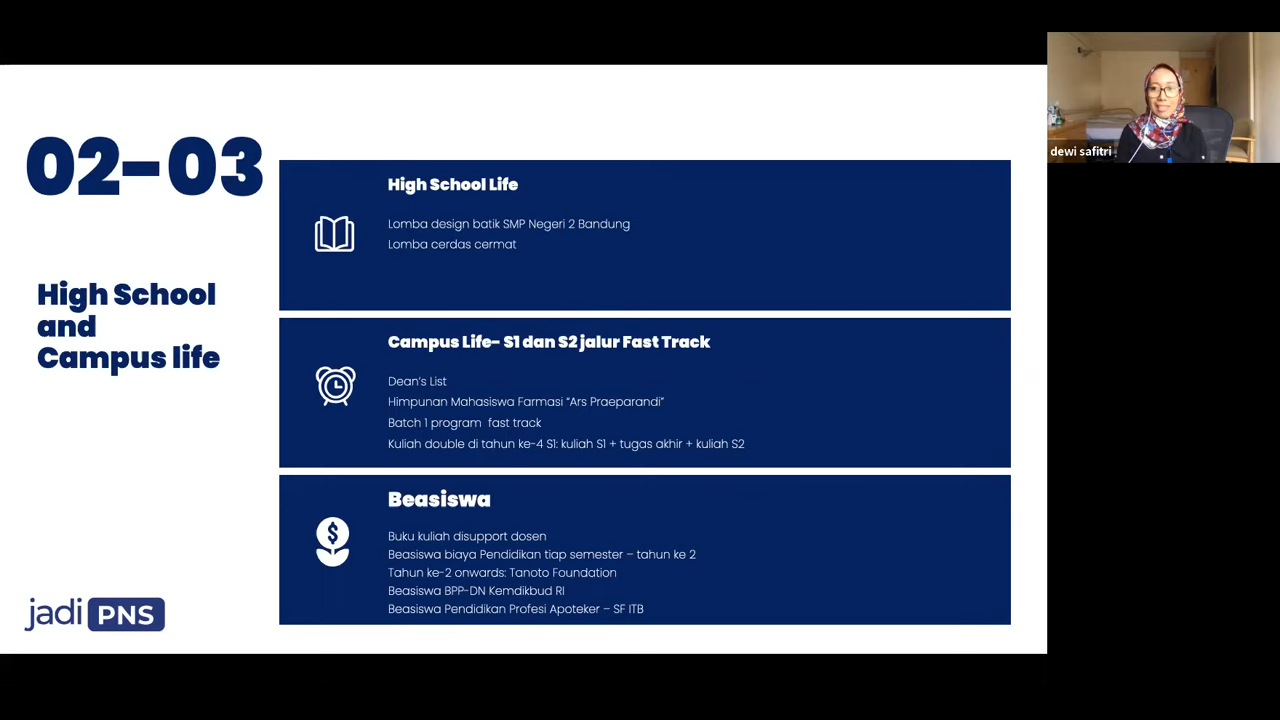 02-03
High School
and
Campus life
High School Life
Lomba design batik SMP Negeri 2 Bandung
Lomba cerdas cermat
Campus Life- S1 dan S2 jalur Fast Track
Dean's List
Himpunan Mahasiswa Farmasi “Ars Praeparandi”
Batch 1 program fast track
Kuliah double di tahun ke-4 S1: kuliah S1 + tugas akhir + kuliah S2
Beasiswa
Buku kuliah disupport dosen
Beasiswa biaya Pendidikan tiap semester – tahun ke 2
Tahun ke-2 onwards: Tanoto Foundation
Beasiswa BPP-DN Kemdikbud RI
Beasiswa Pendidikan Profesi Apoteker – SF ITB
jadi PNS
dewi safitri